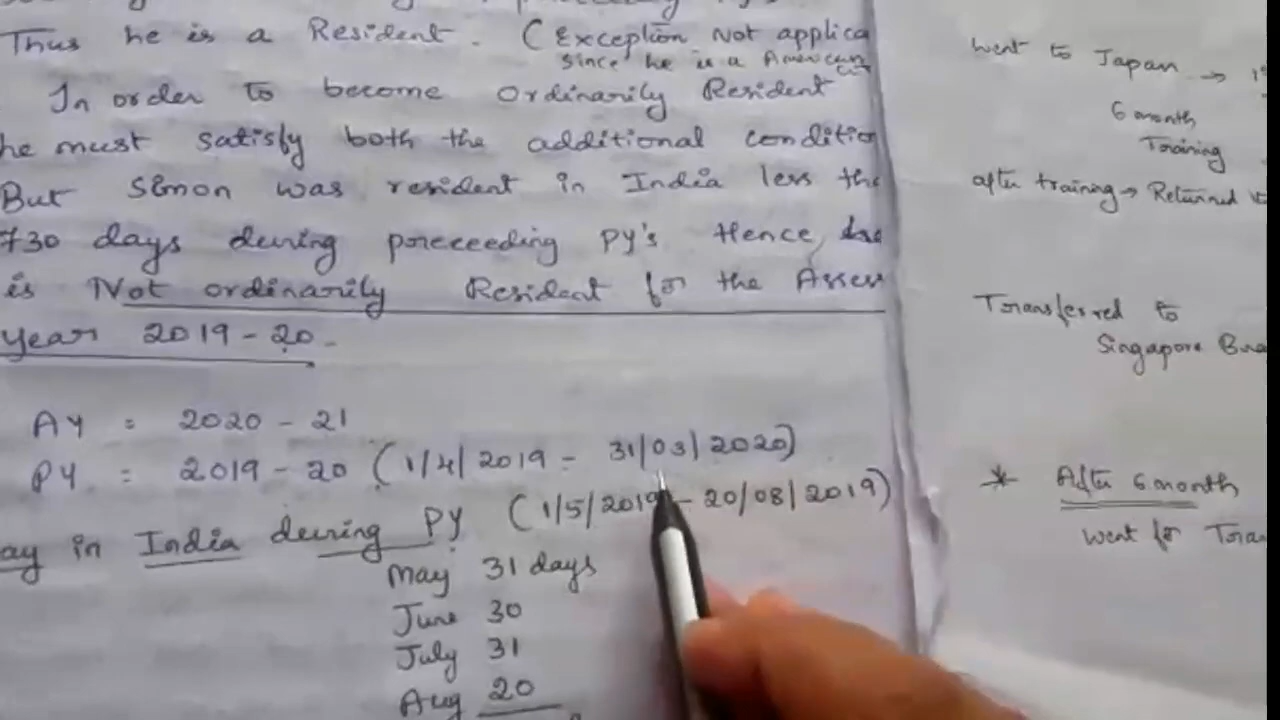 Thus he is a Resident. (Exception Not applica
since he is a American
In order to become Ordinarily Resident
he must satisfy both the additional conditio
But Simon was resident in India less the
730 days during preceeding PY's Hence, he
is Not ordinarily Resident for the Assess
year 2019-20.
AY = 2020 - 21
PY = 2019-20 (1/4/2019 - 31/03/2020)
ay in India during PY (1/5/2019 - 20/08/2019)
May 31 days
June 30
July 31
Aug 20
went to Japan →
6 month
Training
after training → Returned
Transferred to
Singapore
* After 6 month
went for